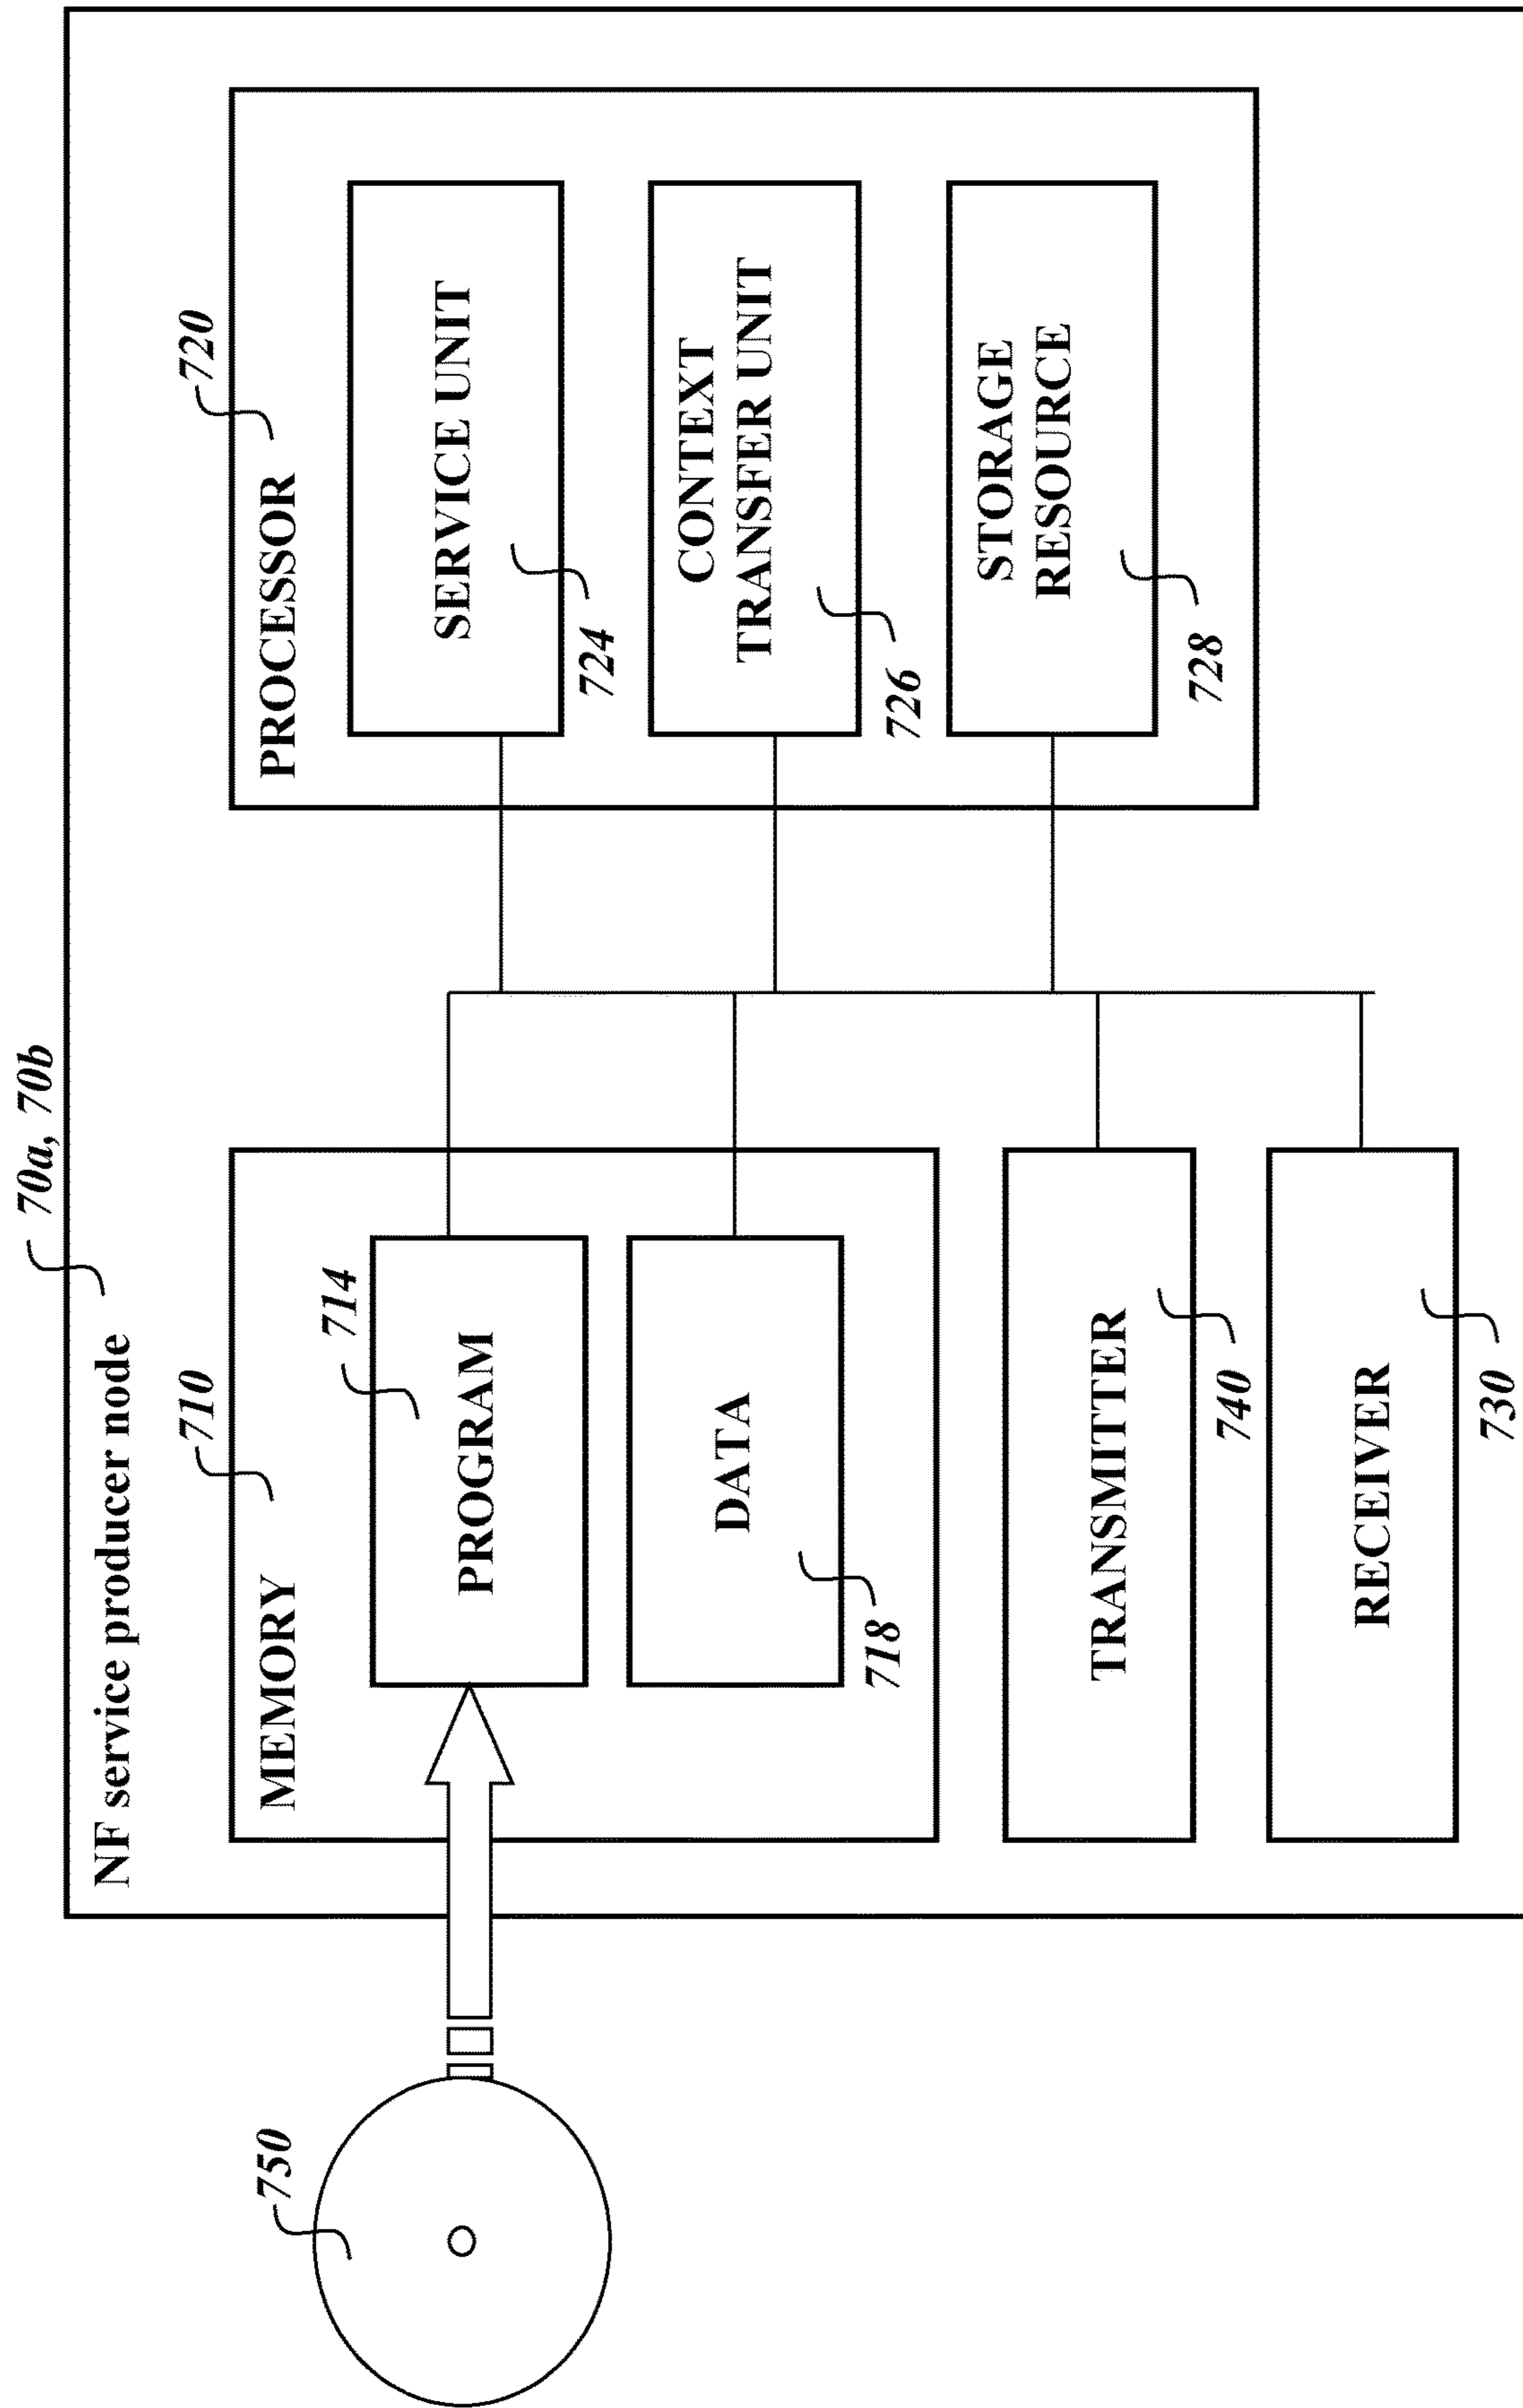 70a, 70b
NF service producer node
710
MEMORY
714
PROGRAM
DATA
718
TRANSMITTER
740
RECEIVER
730
720
PROCESSOR
SERVICE UNIT
724
CONTEXT
TRANSFER UNIT
726
STORAGE
RESOURCE
728
750